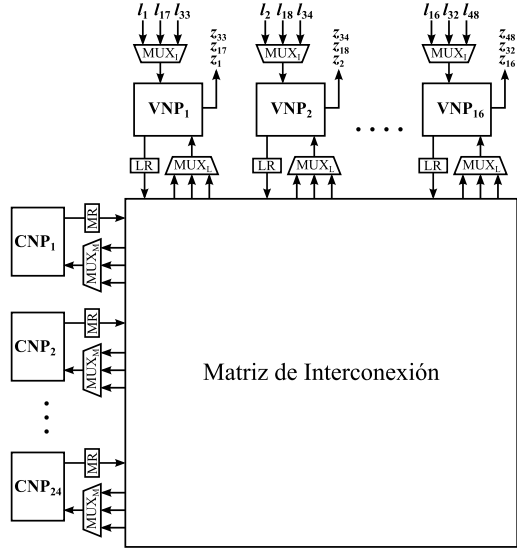 l1 l17 l33 l2 l18 l34 l16 l32 l48
MUXI MUXI MUXI
z33 z34 z48
z17 z18 z32
z1 z2 z16
VNP1 VNP2 VNP16
LR MUXL LR MUXL LR MUXL
CNP1 MR
MUXM
CNP2 MR
MUXM
Matriz de Interconexión
CNP24 MR
MUXM